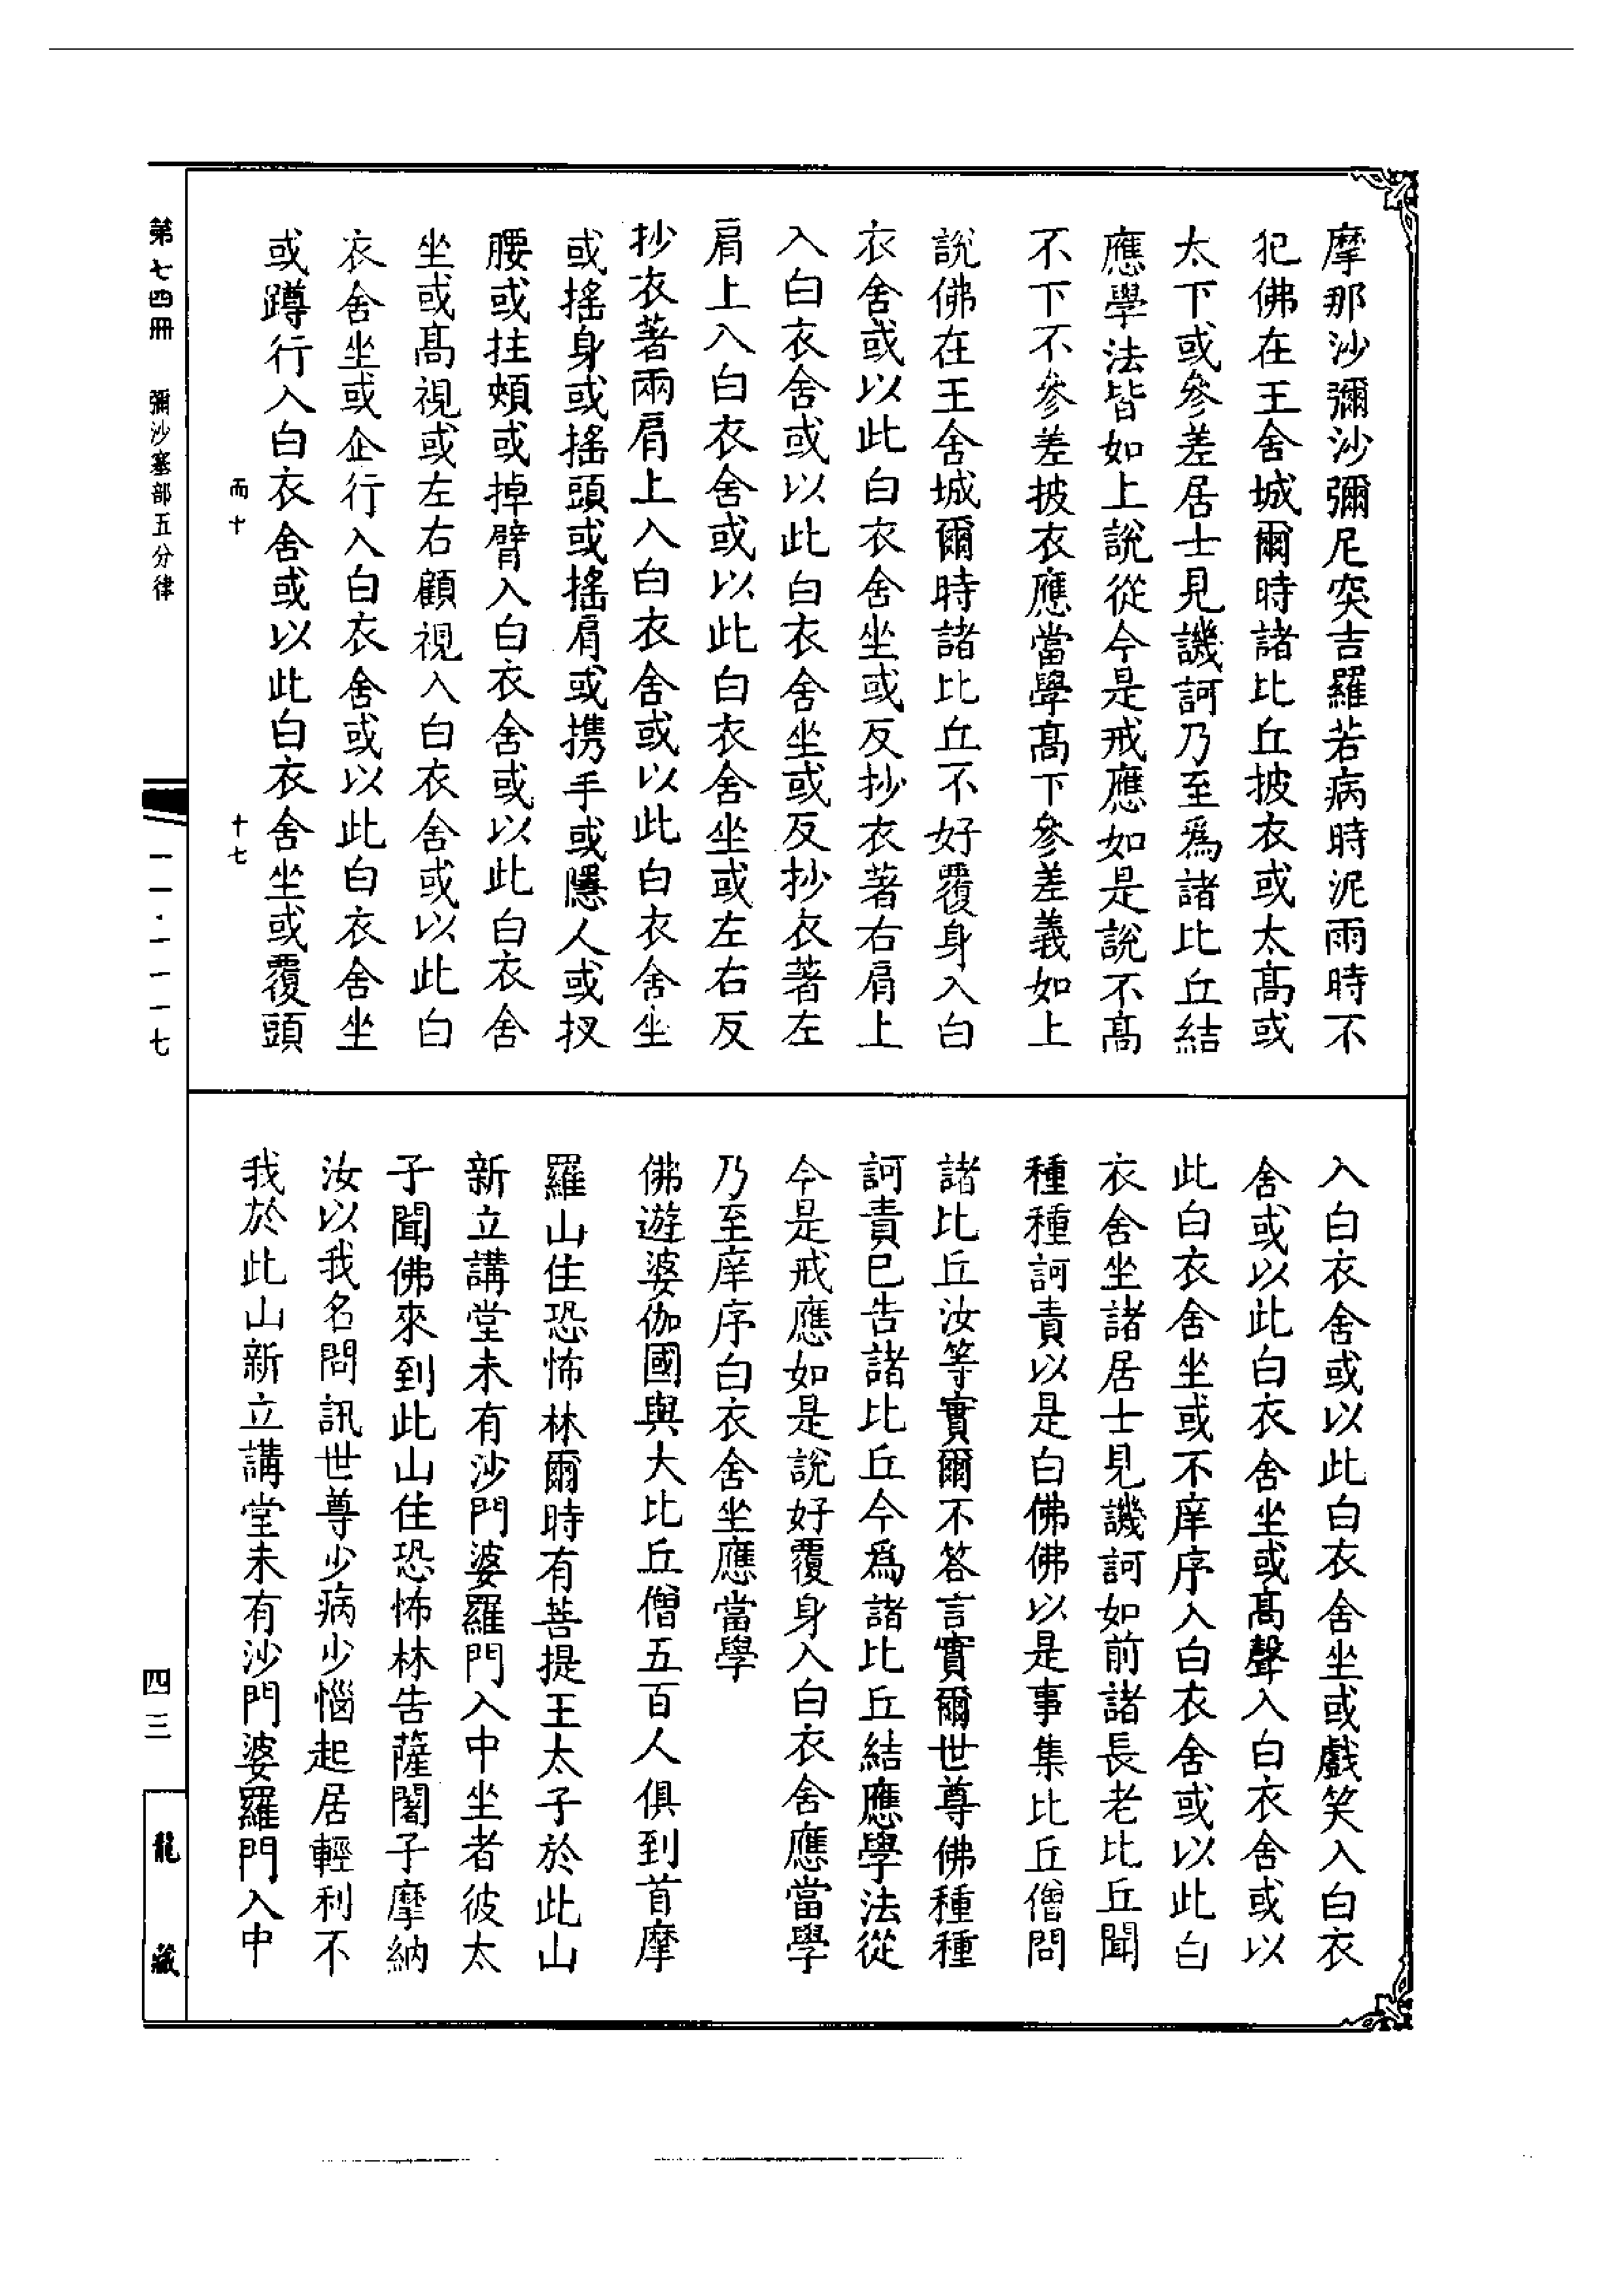 摩那沙彌沙彌尼突吉羅若病時泥雨時不
犯佛在王舍城爾時諸比丘披衣或太高或
太下或參差居士見譏訶乃至爲諸比丘結
應學法皆如上說從今是戒應如是說不高
不下不參差披衣應當學高下參差義如上
說佛在王舍城爾時諸比丘不好覆身入白
衣舍或以此白衣舍坐或反抄衣著右肩上
入白衣舍或以此白衣舍坐或反抄衣著左
肩上入白衣舍或以此白衣舍坐或左右反
抄衣著兩肩上入白衣舍或以此白衣舍坐
或搖身或搖頭或搖肩或携手或隱人或扠
腰或拄頰或掉臂入白衣舍或以此白衣舍
坐或高視或左右顧視入白衣舍或以此白
衣舍坐或企行入白衣舍或以此白衣舍坐
或蹲行入白衣舍或以此白衣舍坐或覆頭
而十 十七
入白衣舍或以此白衣舍坐或戲笑入白衣
舍或以此白衣舍坐或高聲入白衣舍或以
此白衣舍坐或不庠序入白衣舍或以此白
衣舍坐諸居士見譏訶如前諸長老比丘聞
種種訶責以是白佛佛以是事集比丘僧問
諸比丘汝等實爾不答言實爾世尊佛種種
訶責已告諸比丘今爲諸比丘結應學法從
今是戒應如是說好覆身入白衣舍應當學
乃至庠序白衣舍坐應當學
佛遊婆伽國與大比丘僧五百人俱到首摩
羅山住恐怖林爾時有菩提王太子於此山
新立講堂未有沙門婆羅門入中坐者彼太
子聞佛來到此山住恐怖林告薩闍子摩納
汝以我名問訊世尊少病少惱起居輕利不
我於此山新立講堂未有沙門婆羅門入中
第七四冊 彌沙塞部五分律
一一·一一一七
四三
龍藏